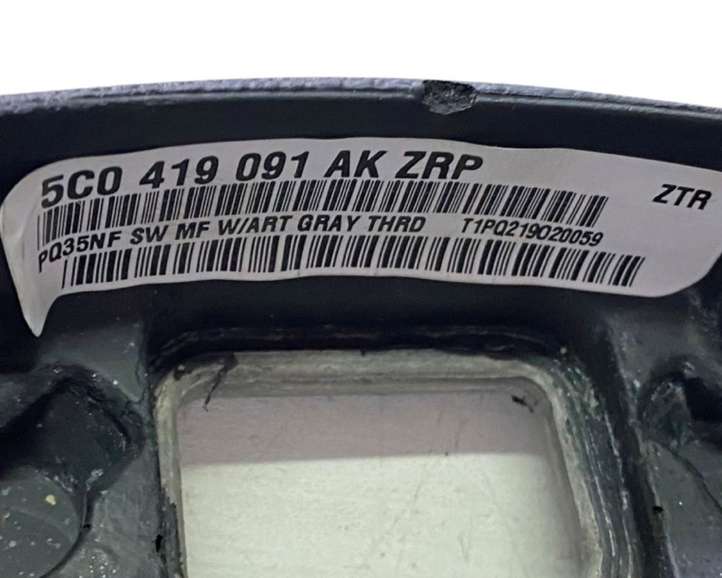 5C0 419 091 AK ZRP
ZTR
PQ35NF SW MF W/ART GRAY THRD T1PQ219020059